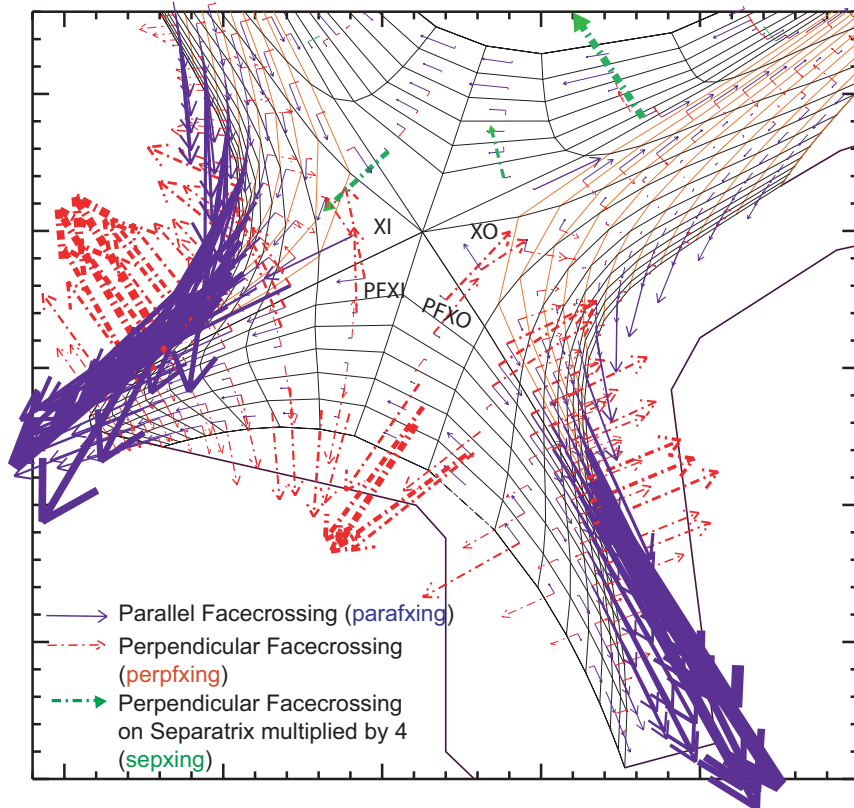 XI
XO
PFXI
PFXO
Parallel Facecrossing (parafxing)
Perpendicular Facecrossing
(perpfxing)
Perpendicular Facecrossing
on Separatrix multiplied by 4
(sepxing)